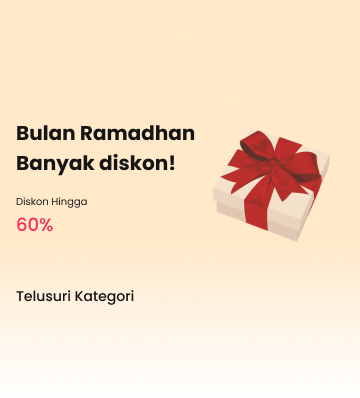 Bulan Ramadhan
Banyak diskon!
Diskon Hingga
60%
Telusuri Kategori